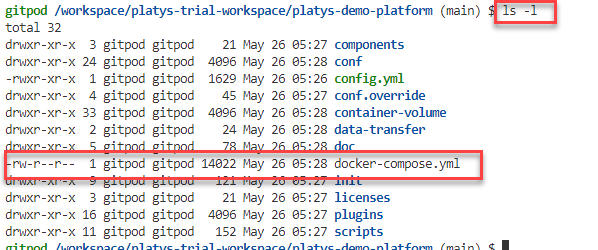 gitpod /workspace/platys-trial-workspace/platys-demo-platform (main) $ ls -l
total 32
drwxr-xr-x  3 gitpod gitpod    21 May 26 05:27 components
drwxr-xr-x 24 gitpod gitpod  4096 May 26 05:28 conf
-rwxr-xr-x  1 gitpod gitpod  1629 May 26 05:26 config.yml
drwxr-xr-x  4 gitpod gitpod    45 May 26 05:27 conf.override
drwxr-xr-x 33 gitpod gitpod  4096 May 26 05:28 container-volume
drwxr-xr-x  2 gitpod gitpod    24 May 26 05:28 data-transfer
drwxr-xr-x  5 gitpod gitpod    78 May 26 05:28 doc
-rw-r--r--  1 gitpod gitpod 14022 May 26 05:28 docker-compose.yml
drwxr-xr-x  9 gitpod gitpod   121 May 26 05:27 init
drwxr-xr-x  3 gitpod gitpod    21 May 26 05:27 licenses
drwxr-xr-x 16 gitpod gitpod  4096 May 26 05:28 plugins
drwxr-xr-x 11 gitpod gitpod   152 May 26 05:27 scripts
gitpod /workspace/platys-trial-workspace/platys-demo-platform (main) $